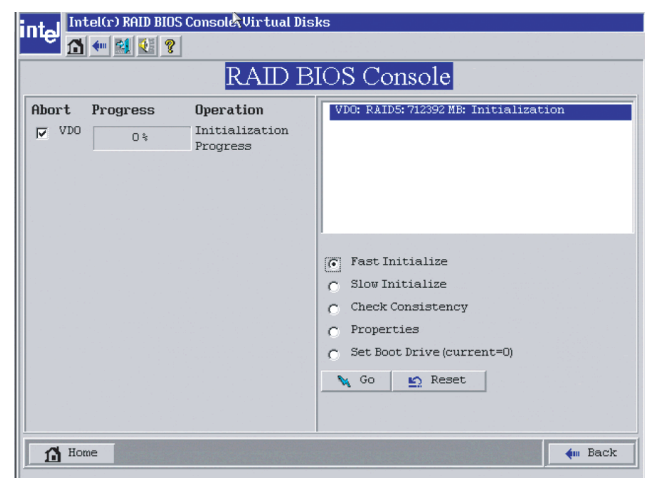 intel
Intel(r) RAID BIOS Console Virtual Disks
RAID BIOS Console
Abort Progress Operation
VD0 0% Initialization
Progress
VD0: RAID5: 712392 MB: Initialization
Fast Initialize
Slow Initialize
Check Consistency
Properties
Set Boot Drive (current=0)
Go Reset
Home Back